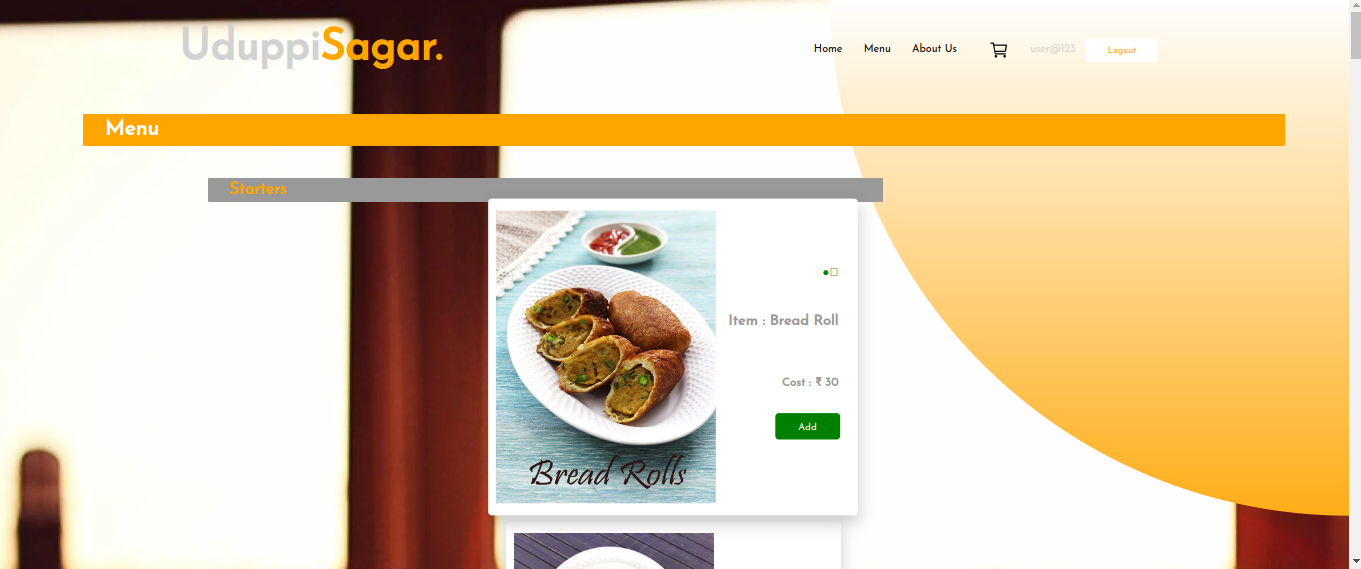 UduppiSagar.
Home Menu About Us user@123 Logout
Menu
Starters
Item : Bread Roll
Cost : ₹ 30
Add
Bread Rolls